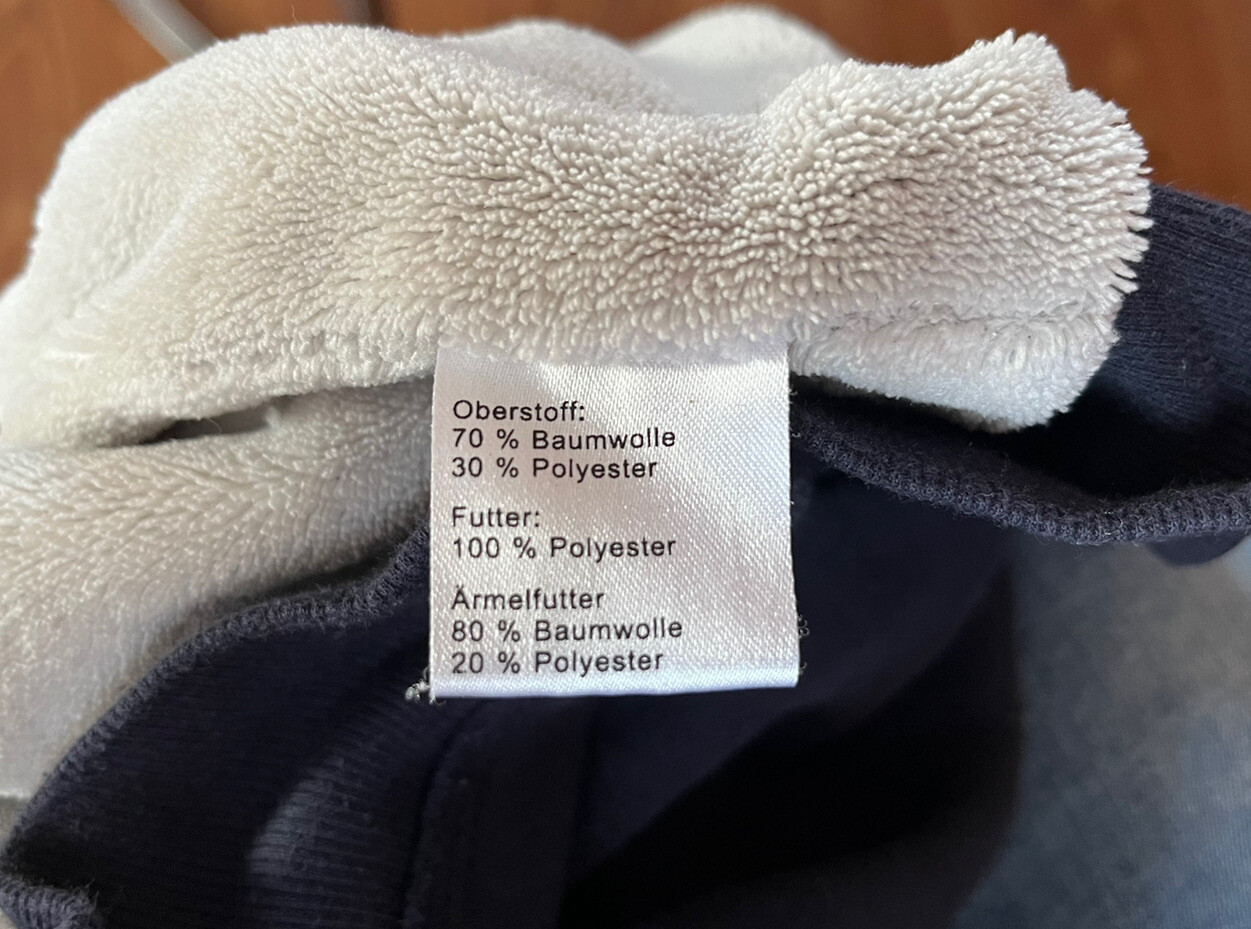 Oberstoff:
70 % Baumwolle
30 % Polyester
Futter:
100 % Polyester
Ärmelfutter
80 % Baumwolle
20 % Polyester